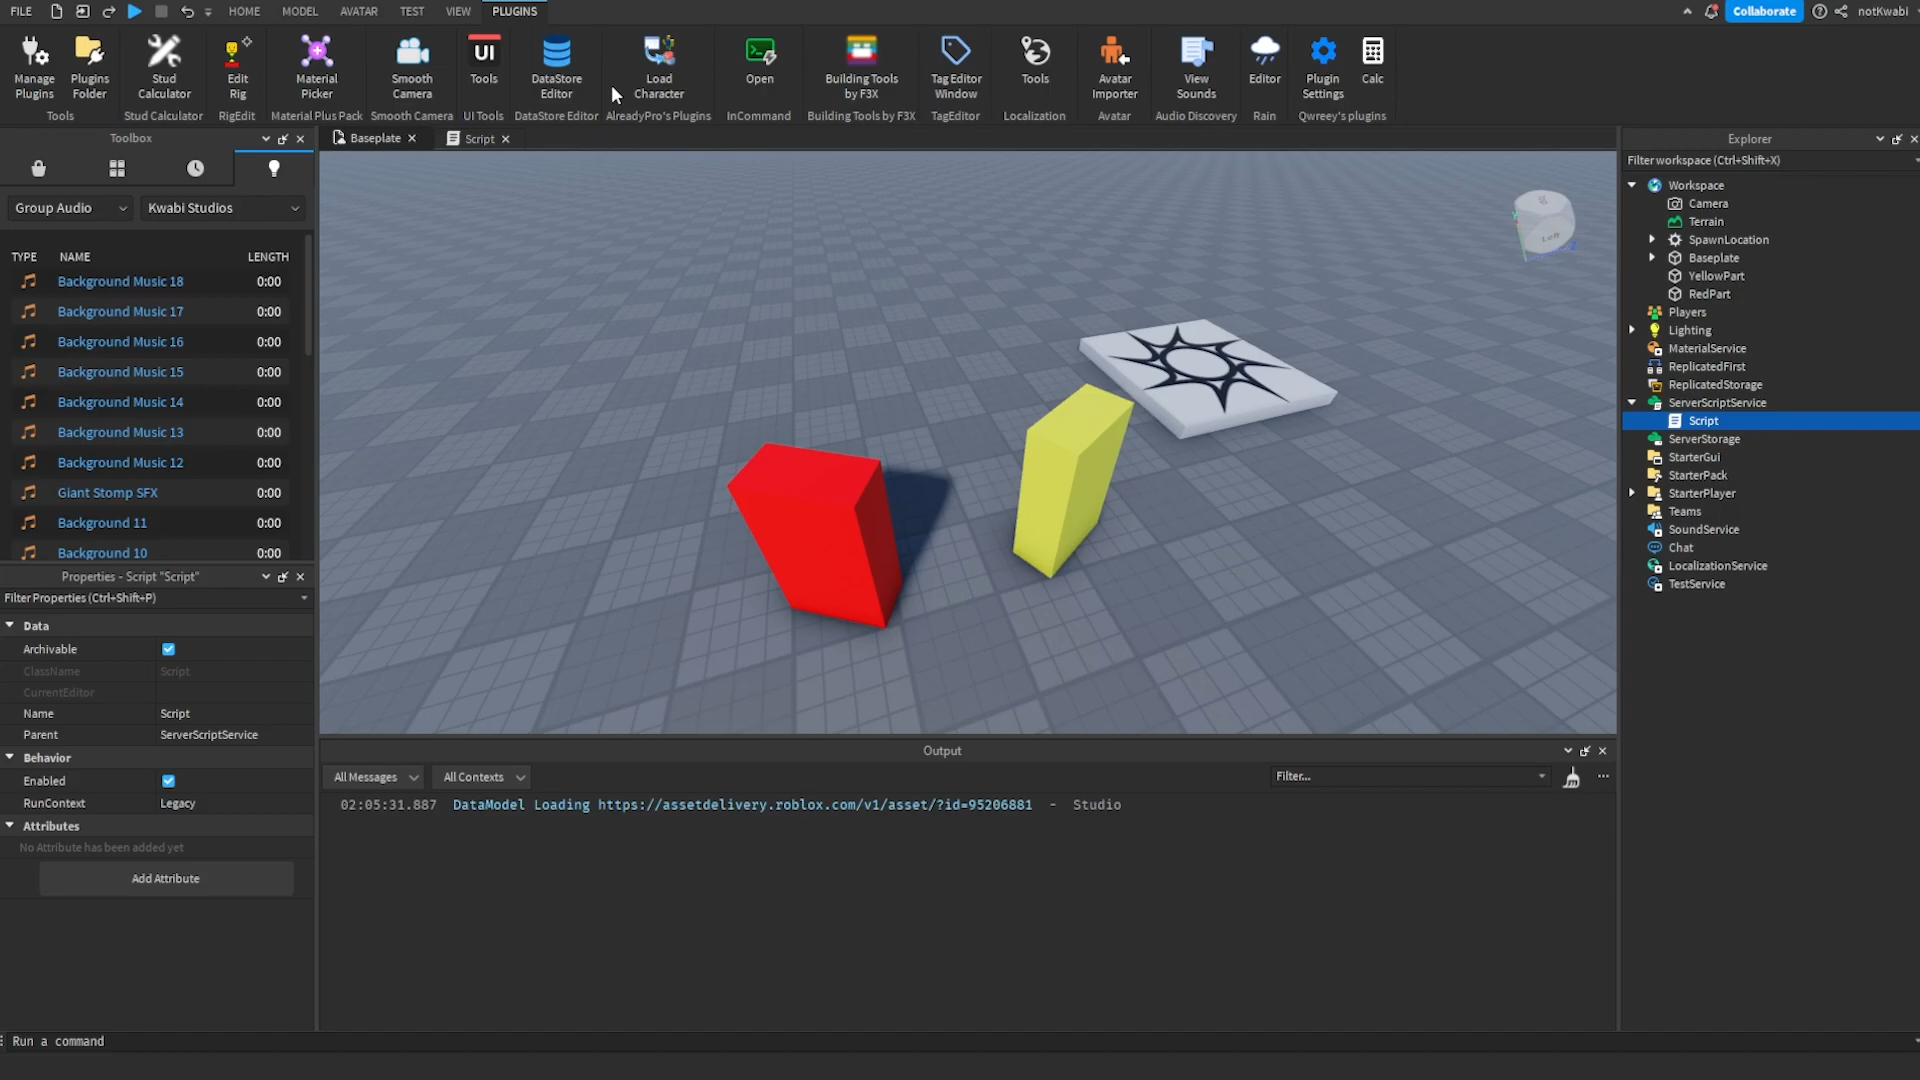 FILE HOME MODEL AVATAR TEST VIEW PLUGINS Collaborate notKwabi
Manage Plugins Plugins Folder Stud Calculator Edit Rig Material Picker Smooth Camera UI Tools DataStore Editor Load Character Open Building Tools by F3X Tag Editor Window Tools Avatar Importer View Sounds Editor Plugin Settings Calc
Tools Stud Calculator RigEdit Material Plus Pack Smooth Camera UI Tools DataStore Editor AlreadyPro's Plugins InCommand Building Tools by F3X TagEditor Localization Avatar Audio Discovery Rain Qwreey's plugins
Toolbox
Group Audio Kwabi Studios
TYPE NAME LENGTH
Background Music 18 0:00
Background Music 17 0:00
Background Music 16 0:00
Background Music 15 0:00
Background Music 14 0:00
Background Music 13 0:00
Background Music 12 0:00
Giant Stomp SFX 0:00
Background 11 0:00
Background 10 0:00
Properties - Script "Script"
Filter Properties (Ctrl+Shift+P)
Data
Archivable
ClassName Script
CurrentEditor
Name Script
Parent ServerScriptService
Behavior
Enabled
RunContext Legacy
Attributes
No Attribute has been added yet
Add Attribute
Baseplate Script
Left
Z
Output
All Messages All Contexts Filter...
02:05:31.887 DataModel Loading https://assetdelivery.roblox.com/v1/asset/?id=95206881 - Studio
Explorer
Filter workspace (Ctrl+Shift+X)
Workspace
Camera
Terrain
SpawnLocation
Baseplate
YellowPart
RedPart
Players
Lighting
MaterialService
ReplicatedFirst
ReplicatedStorage
ServerScriptService
Script
ServerStorage
StarterGui
StarterPack
StarterPlayer
Teams
SoundService
Chat
LocalizationService
TestService
Run a command